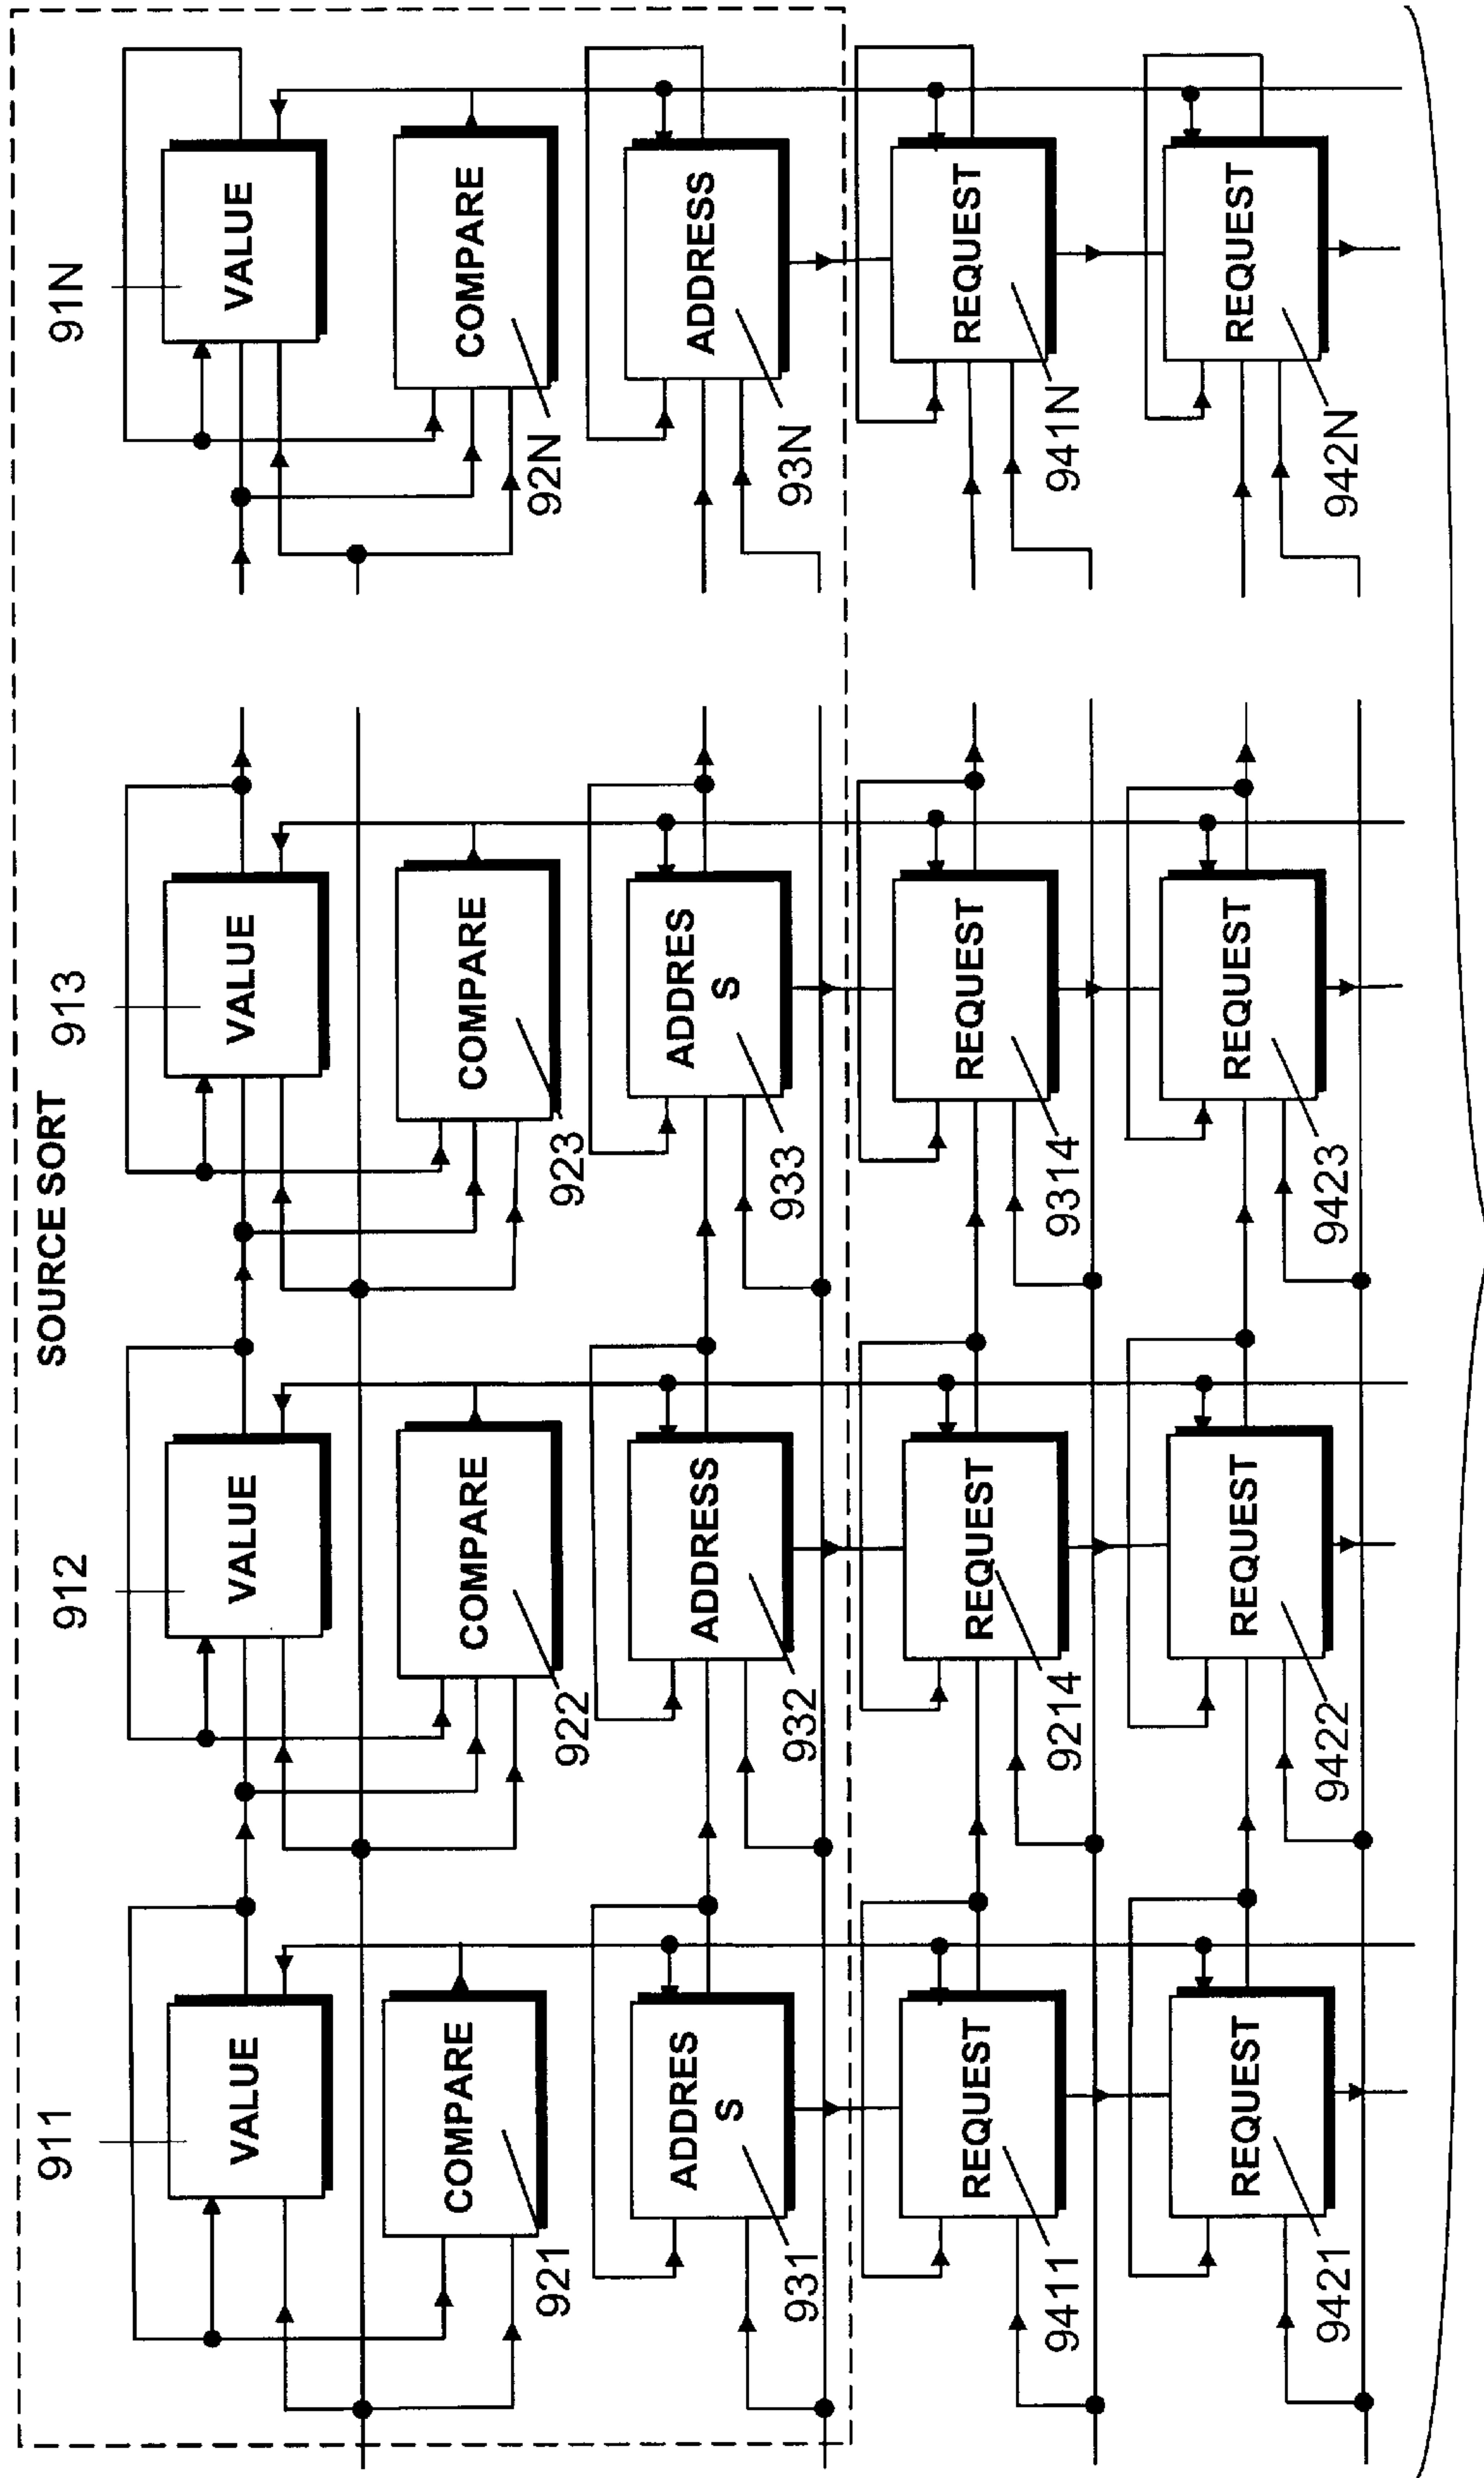 SOURCE SORT
911
912
913
91N
VALUE
VALUE
VALUE
VALUE
COMPARE
COMPARE
COMPARE
COMPARE
921
922
923
92N
ADDRES
S
ADDRESS
ADDRES
S
ADDRESS
931
932
933
93N
REQUEST
REQUEST
REQUEST
REQUEST
9411
9214
9314
941N
REQUEST
REQUEST
REQUEST
REQUEST
9421
9422
9423
942N